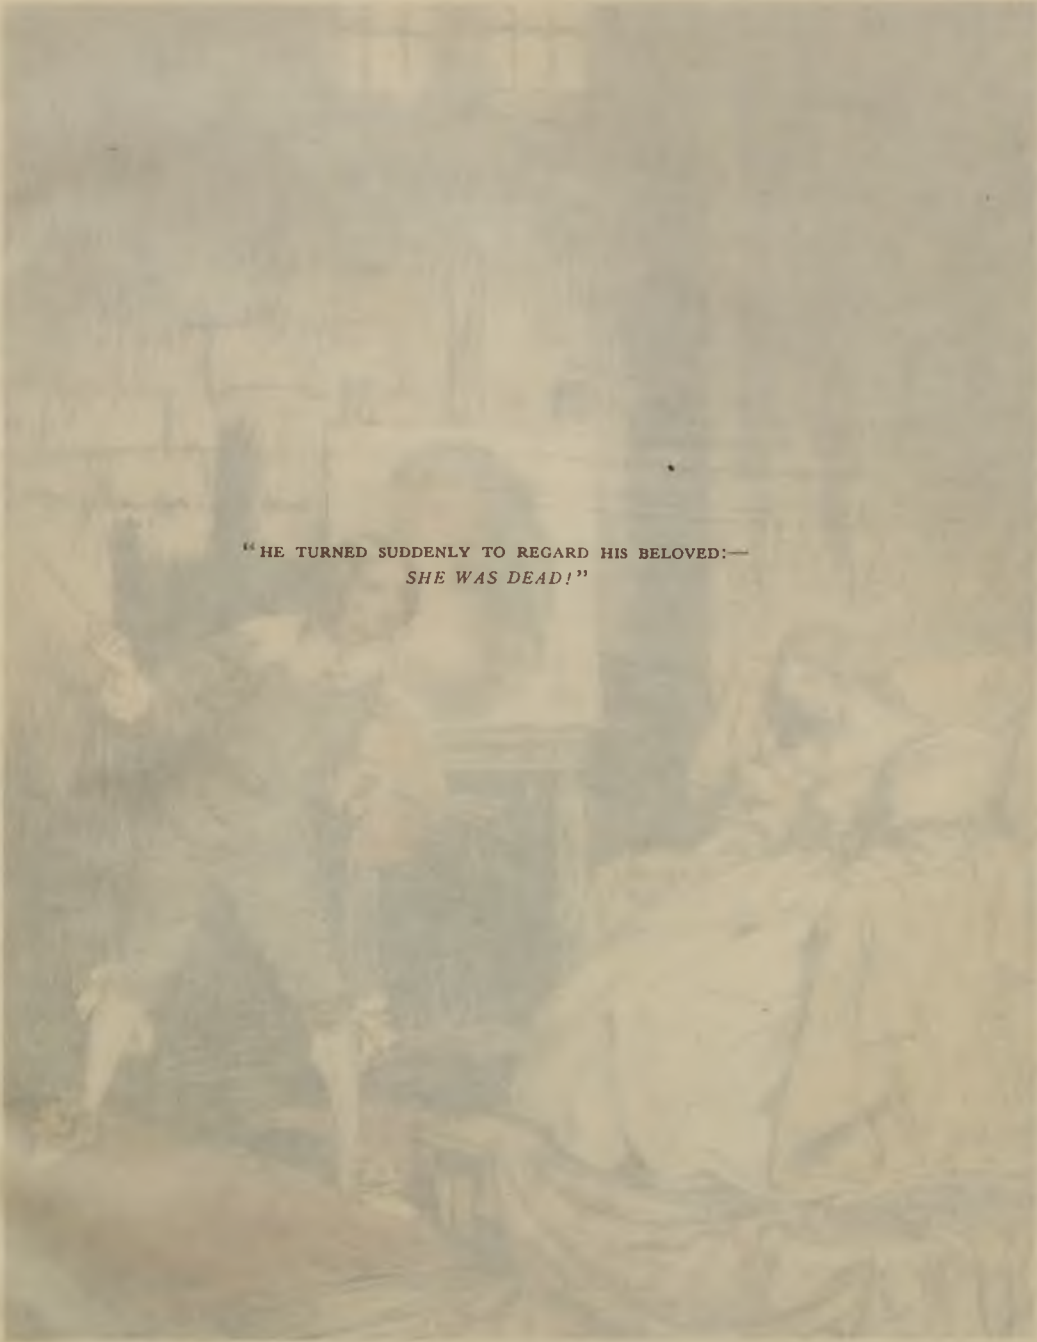 “HE TURNED SUDDENLY TO REGARD HIS BELOVED:—
SHE WAS DEAD!”